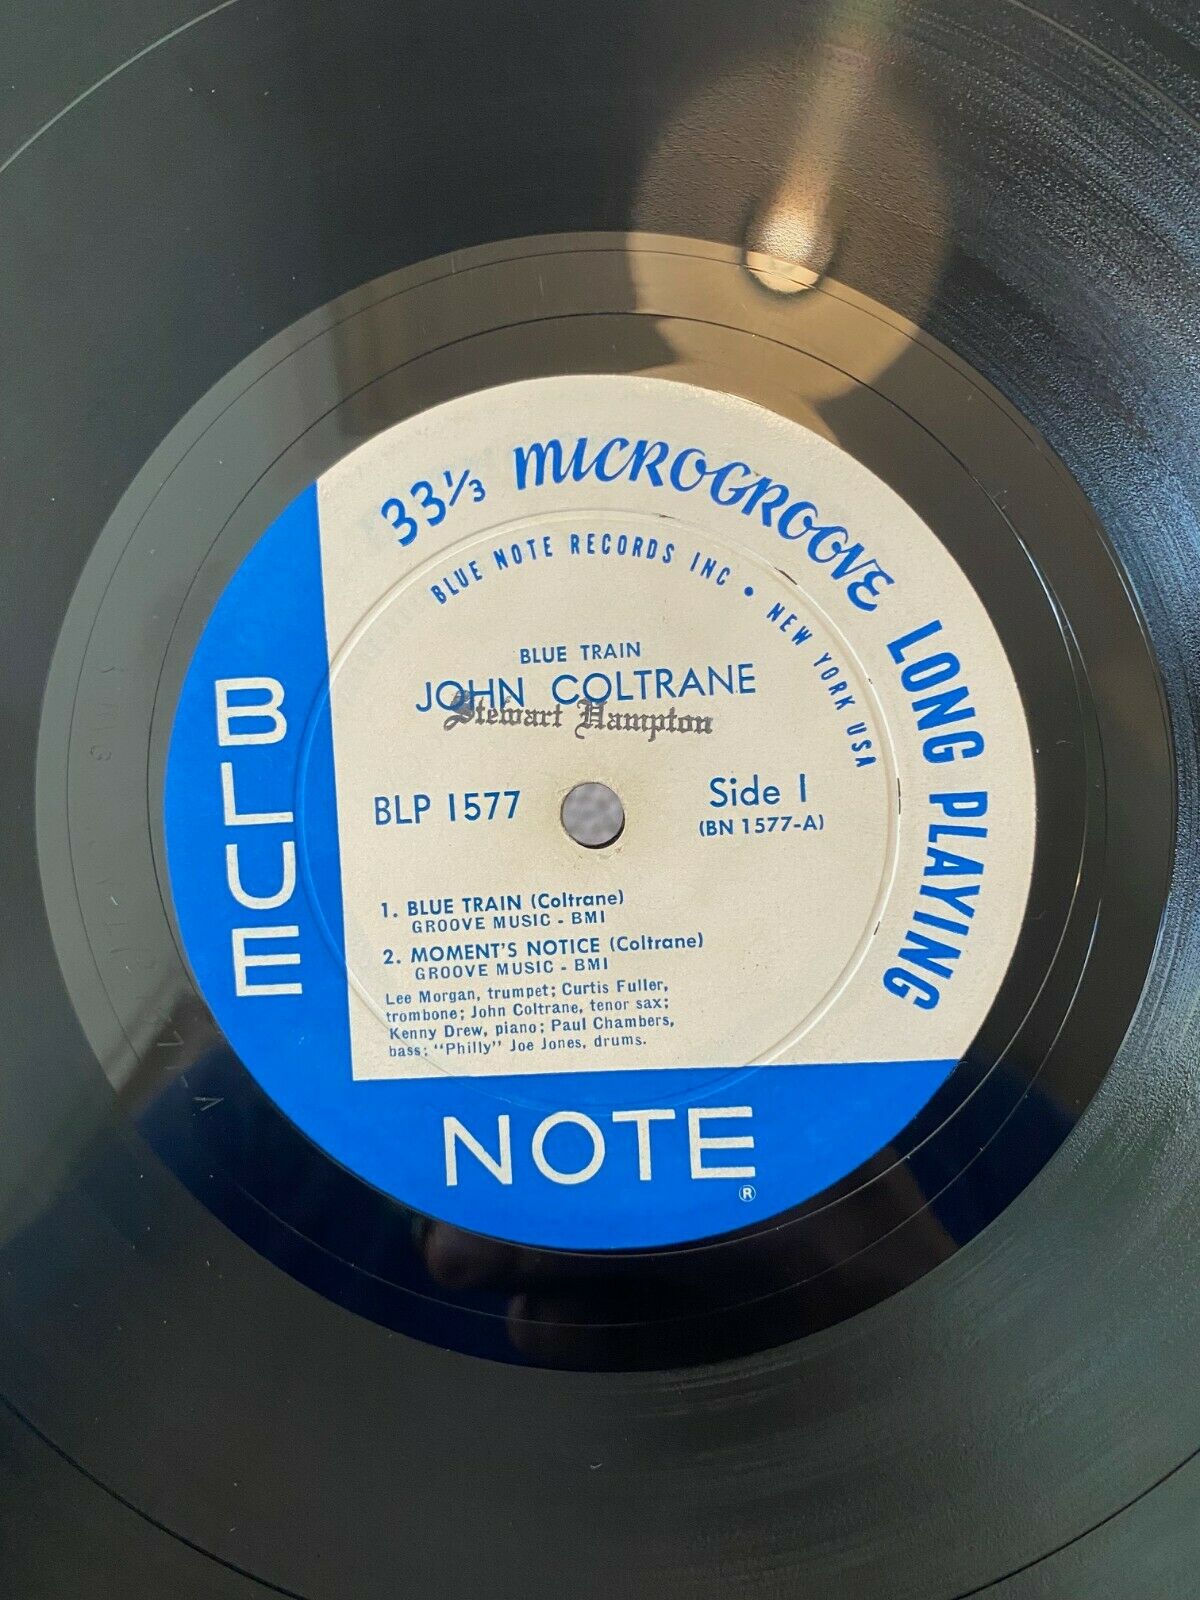 33⅓ MICROGROOVE LONG PLAYING
BLUE NOTE RECORDS INC • NEW YORK USA
BLUE TRAIN
JOHN COLTRANE
Stewart Hampton
BLP 1577
Side 1
(BN 1577-A)
1. BLUE TRAIN (Coltrane)
GROOVE MUSIC - BMI
2. MOMENT'S NOTICE (Coltrane)
GROOVE MUSIC - BMI
Lee Morgan, trumpet; Curtis Fuller,
trombone; John Coltrane, tenor sax;
Kenny Drew, piano; Paul Chambers,
bass; "Philly" Joe Jones, drums.
BLUE
NOTE
®